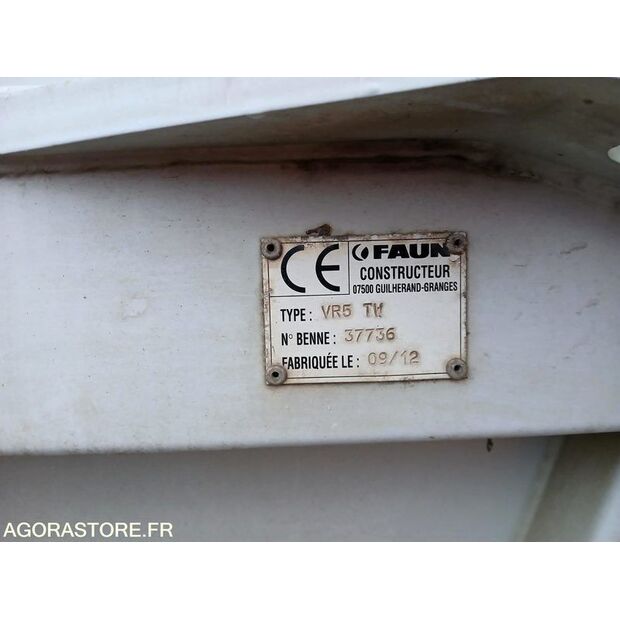 CE
FAUN
CONSTRUCTEUR
07500 GUILHERAND-GRANGES
TYPE : VR5 TW
N° BENNE : 37736
FABRIQUÉE LE : 09/12
AGORASTORE.FR